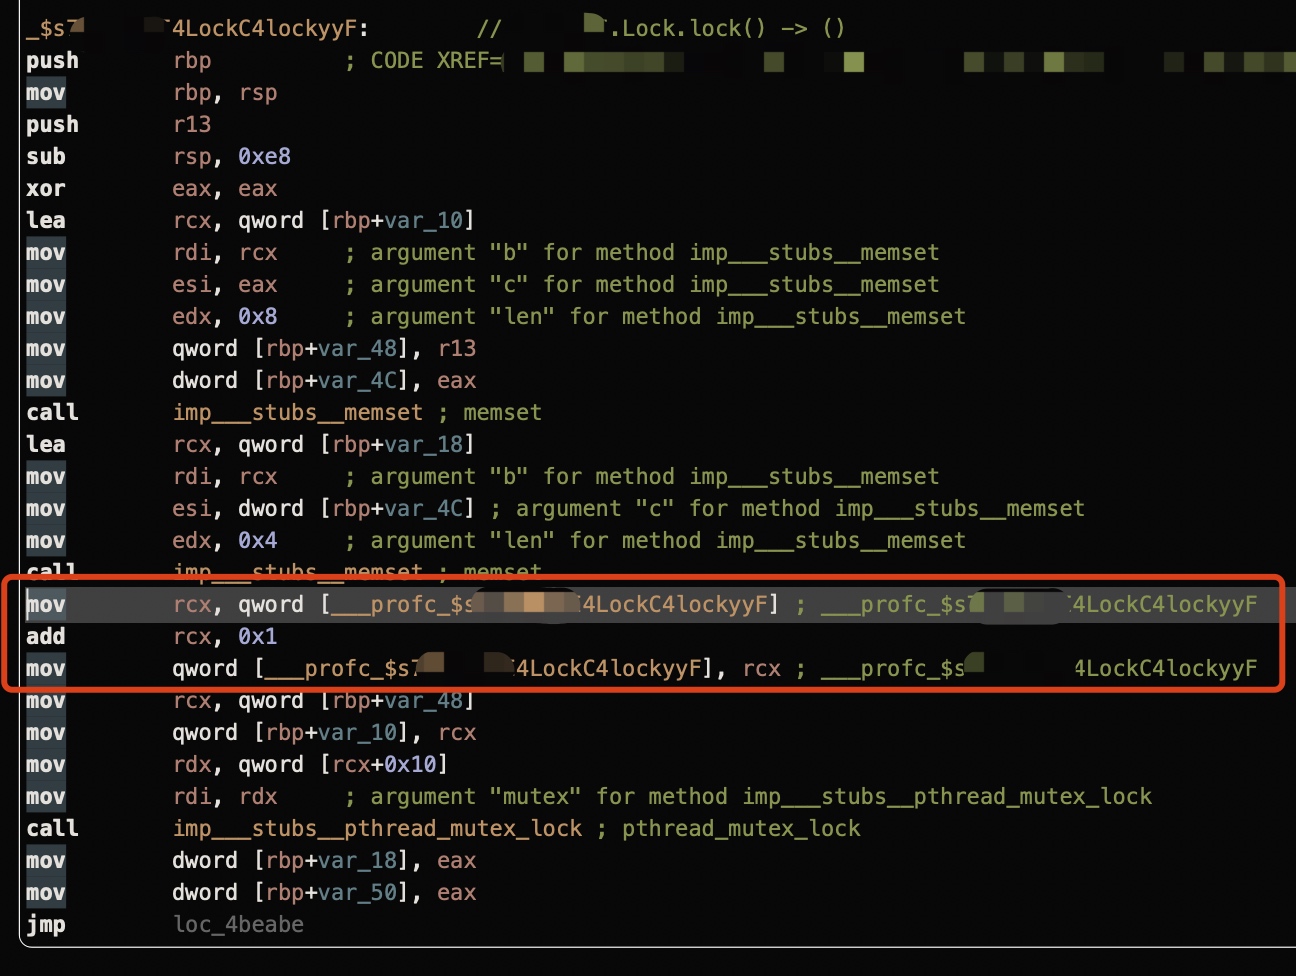 _$s 4LockC4lockyyF: // .Lock.lock() -> ()
push rbp ; CODE XREF=
mov rbp, rsp
push r13
sub rsp, 0xe8
xor eax, eax
lea rcx, qword [rbp+var_10]
mov rdi, rcx ; argument "b" for method imp___stubs__memset
mov esi, eax ; argument "c" for method imp___stubs__memset
mov edx, 0x8 ; argument "len" for method imp___stubs__memset
mov qword [rbp+var_48], r13
mov dword [rbp+var_4C], eax
call imp___stubs__memset ; memset
lea rcx, qword [rbp+var_18]
mov rdi, rcx ; argument "b" for method imp___stubs__memset
mov esi, dword [rbp+var_4C] ; argument "c" for method imp___stubs__memset
mov edx, 0x4 ; argument "len" for method imp___stubs__memset
call imp___stubs__memset ; memset
mov rcx, qword [___profc_$s 4LockC4lockyyF] ; ___profc_$s 4LockC4lockyyF
add rcx, 0x1
mov qword [___profc_$s 4LockC4lockyyF], rcx ; ___profc_$s 4LockC4lockyyF
mov rcx, qword [rbp+var_48]
mov qword [rbp+var_10], rcx
mov rdx, qword [rcx+0x10]
mov rdi, rdx ; argument "mutex" for method imp___stubs__pthread_mutex_lock
call imp___stubs__pthread_mutex_lock ; pthread_mutex_lock
mov dword [rbp+var_18], eax
mov dword [rbp+var_50], eax
jmp loc_4beabe